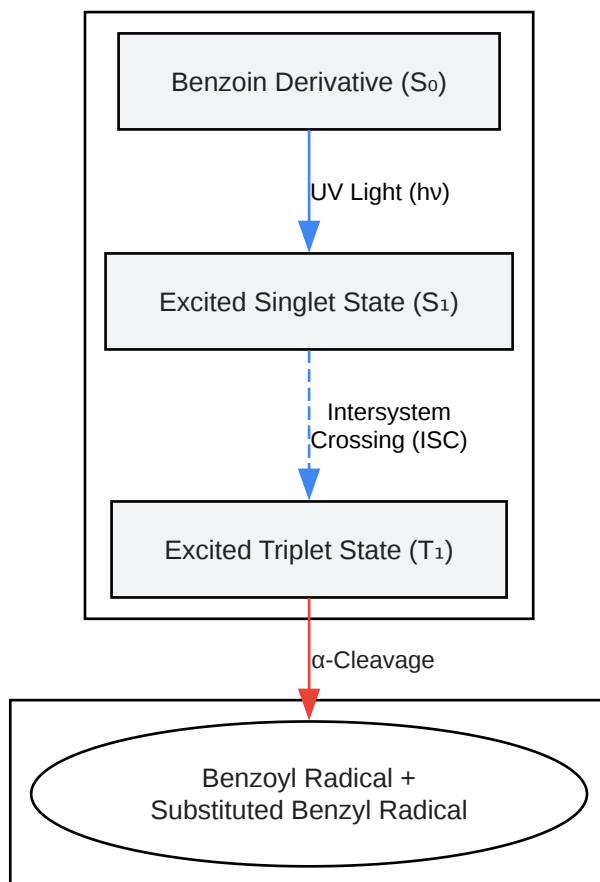 Benzoin Derivative (S₀)
UV Light (hν)
Excited Singlet State (S₁)
Intersystem
Crossing (ISC)
Excited Triplet State (T₁)
α-Cleavage
Benzoyl Radical +
Substituted Benzyl Radical